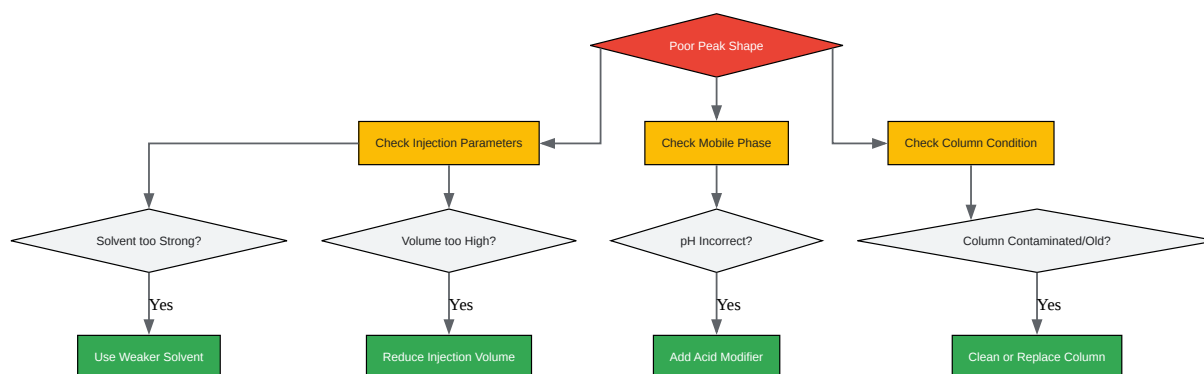 Poor Peak Shape
Check Injection Parameters
Check Mobile Phase
Check Column Condition
Solvent too Strong?
Volume too High?
pH Incorrect?
Column Contaminated/Old?
Yes
Yes
Yes
Yes
Use Weaker Solvent
Reduce Injection Volume
Add Acid Modifier
Clean or Replace Column